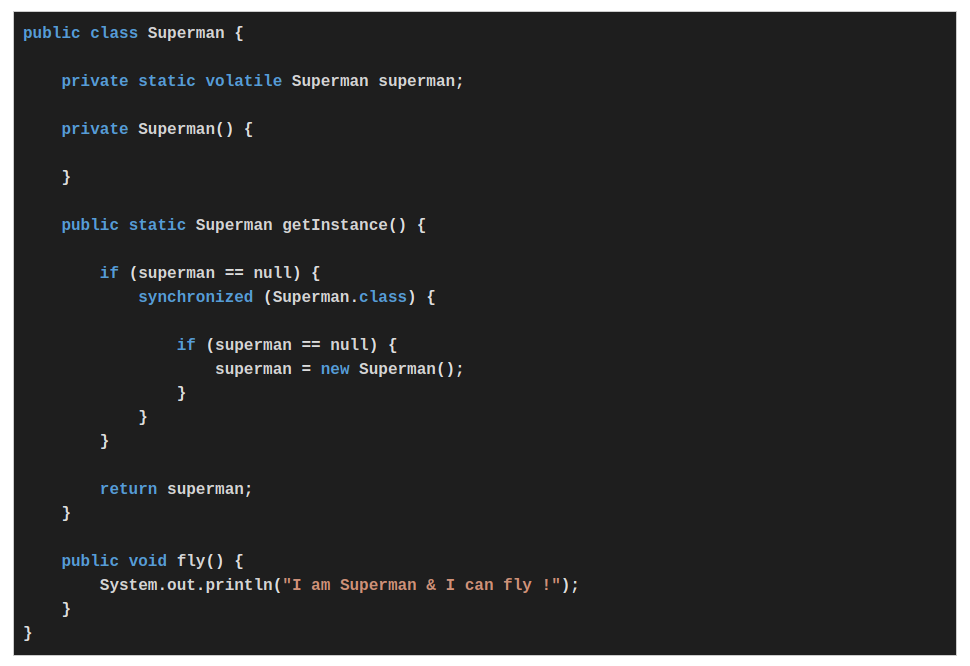 public class Superman {
    private static volatile Superman superman;
    private Superman() {
    }
    public static Superman getInstance() {
        if (superman == null) {
            synchronized (Superman.class) {
                if (superman == null) {
                    superman = new Superman();
                }
            }
        }
        return superman;
    }
    public void fly() {
        System.out.println("I am Superman & I can fly !");
    }
}